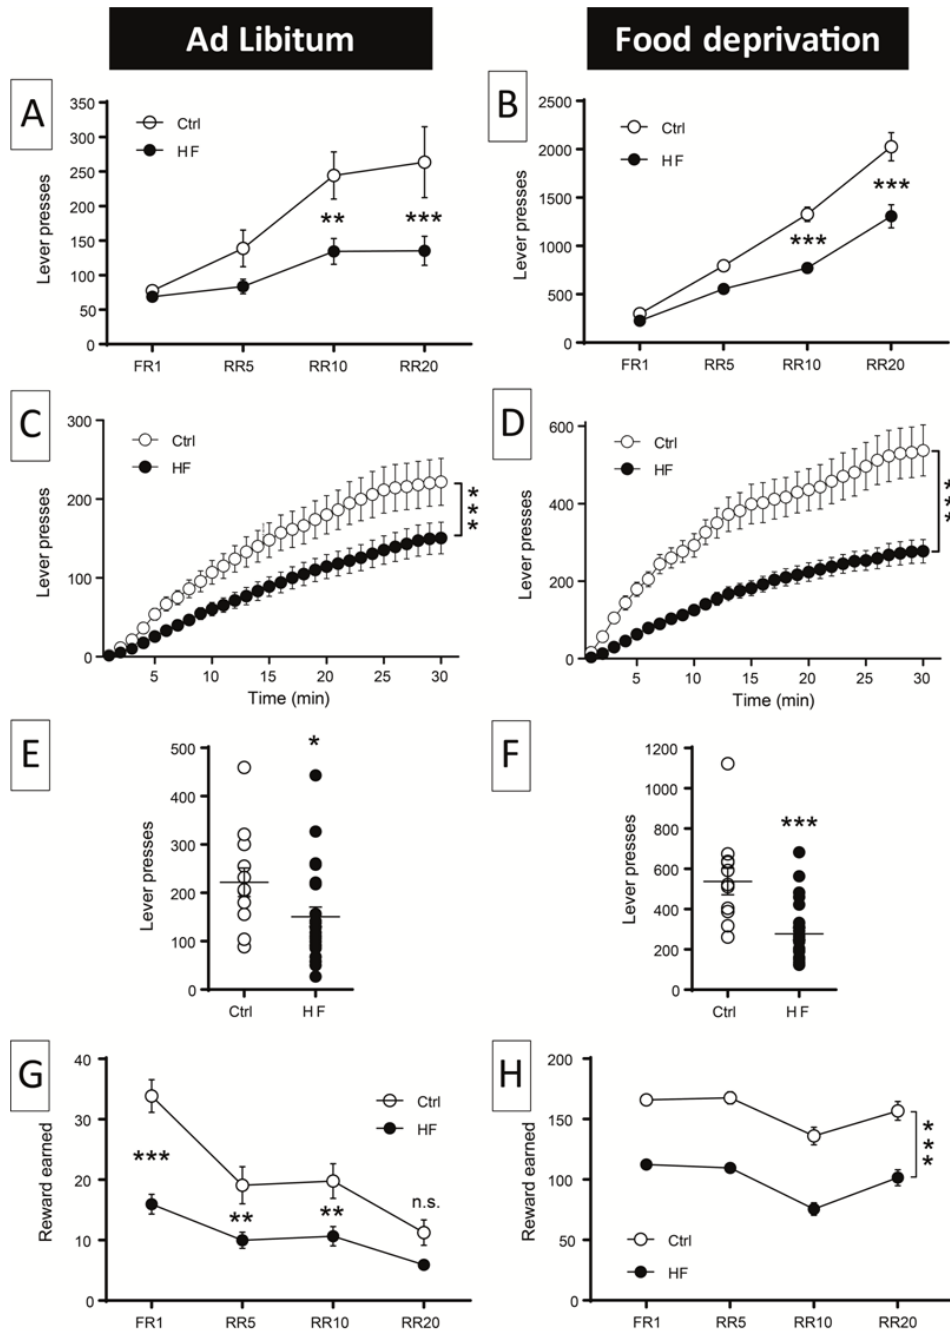 Ad Libitum
Food deprivation
A
350
300
250
200
150
100
50
0
Lever presses
Ctrl
HF
**
***
FR1 RR5 RR10 RR20
B
2500
2000
1500
1000
500
0
Lever presses
Ctrl
HF
***
***
FR1 RR5 RR10 RR20
C
300
200
100
0
Lever presses
Ctrl
HF
***
5 10 15 20 25 30
Time (min)
D
600
400
200
0
Lever presses
Ctrl
HF
***
5 10 15 20 25 30
Time (min)
E
500
400
300
200
100
0
Lever presses
*
Ctrl HF
F
1200
1000
800
600
400
200
0
Lever presses
***
Ctrl HF
G
40
30
20
10
0
Reward earned
Ctrl
HF
***
**
**
n.s.
FR1 RR5 RR10 RR20
H
200
150
100
50
0
Reward earned
Ctrl
HF
***
FR1 RR5 RR10 RR20